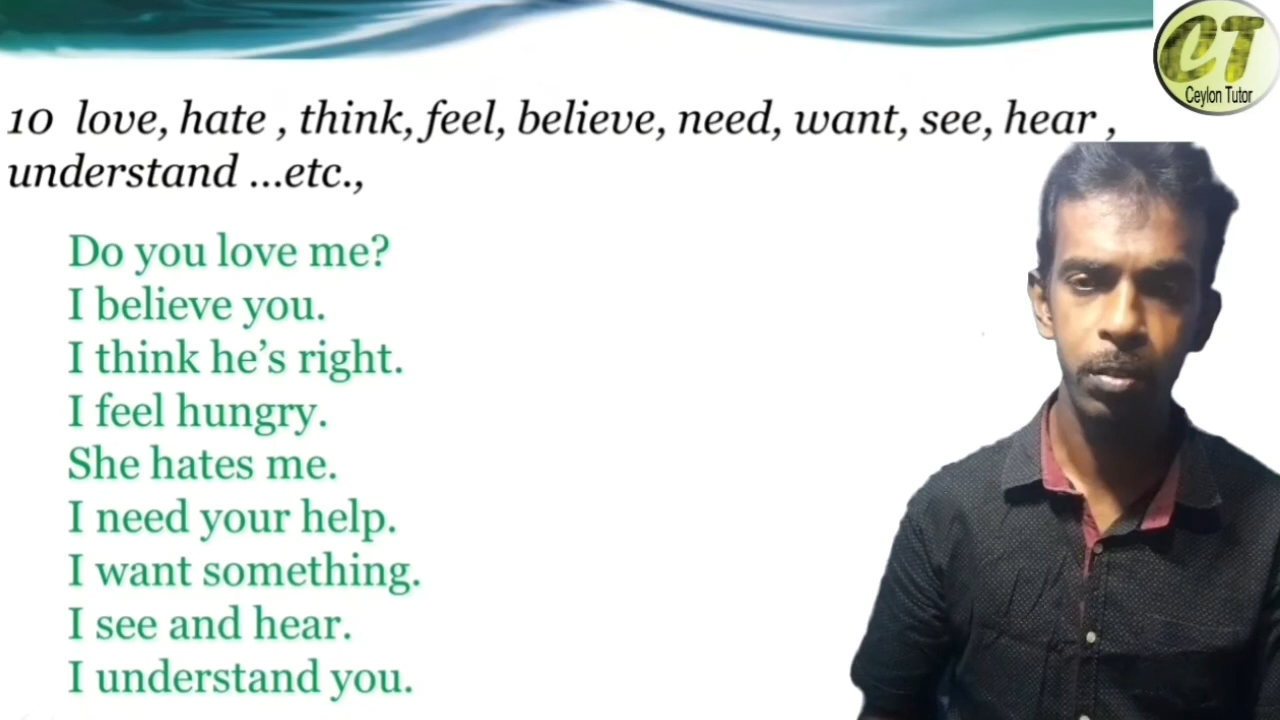 CT
Ceylon Tutor
10 love, hate , think, feel, believe, need, want, see, hear ,
understand ...etc.,
Do you love me?
I believe you.
I think he’s right.
I feel hungry.
She hates me.
I need your help.
I want something.
I see and hear.
I understand you.